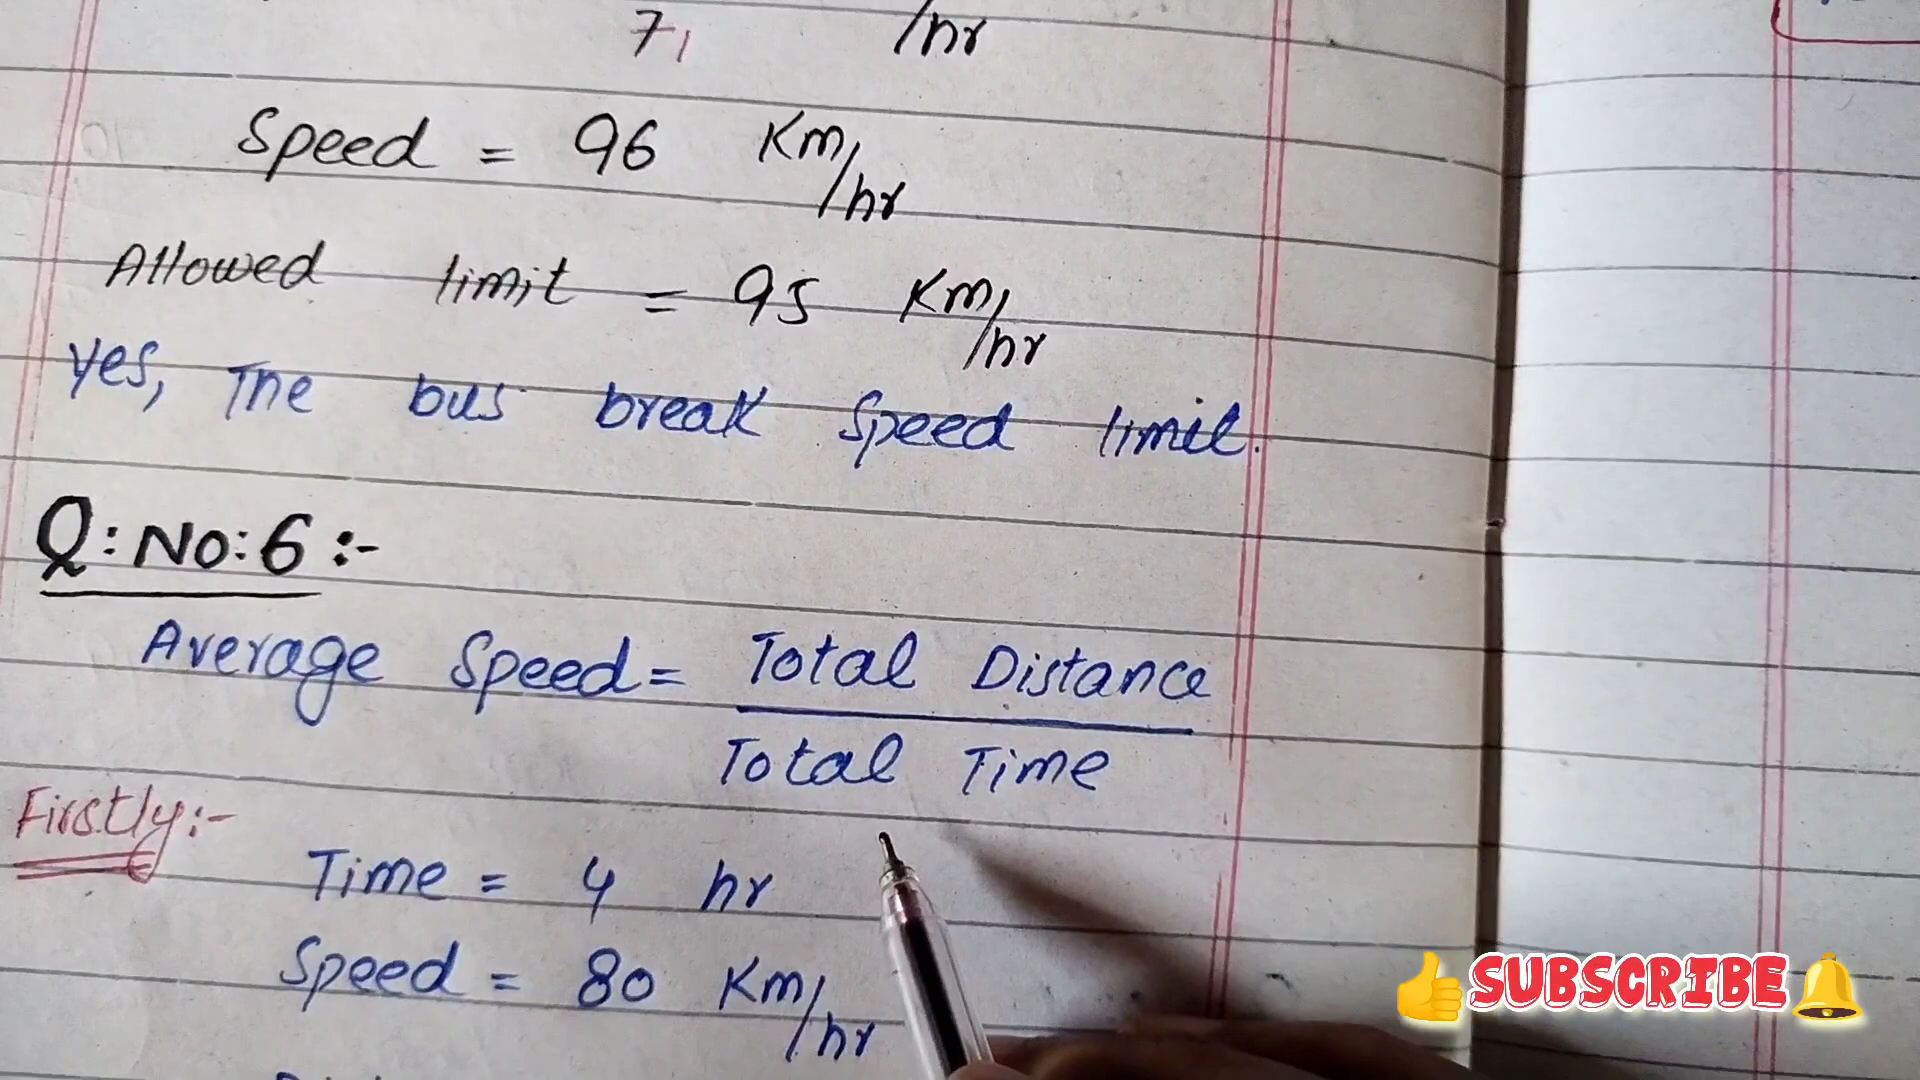 7 /hr
Speed = 96 Km/hr
Allowed limit = 95 Km/hr
Yes, The bus break speed limit.
Q:No:6:-
Average Speed = Total Distance
Total Time
Firstly:-
Time = 4 hr
Speed = 80 Km/hr
SUBSCRIBE